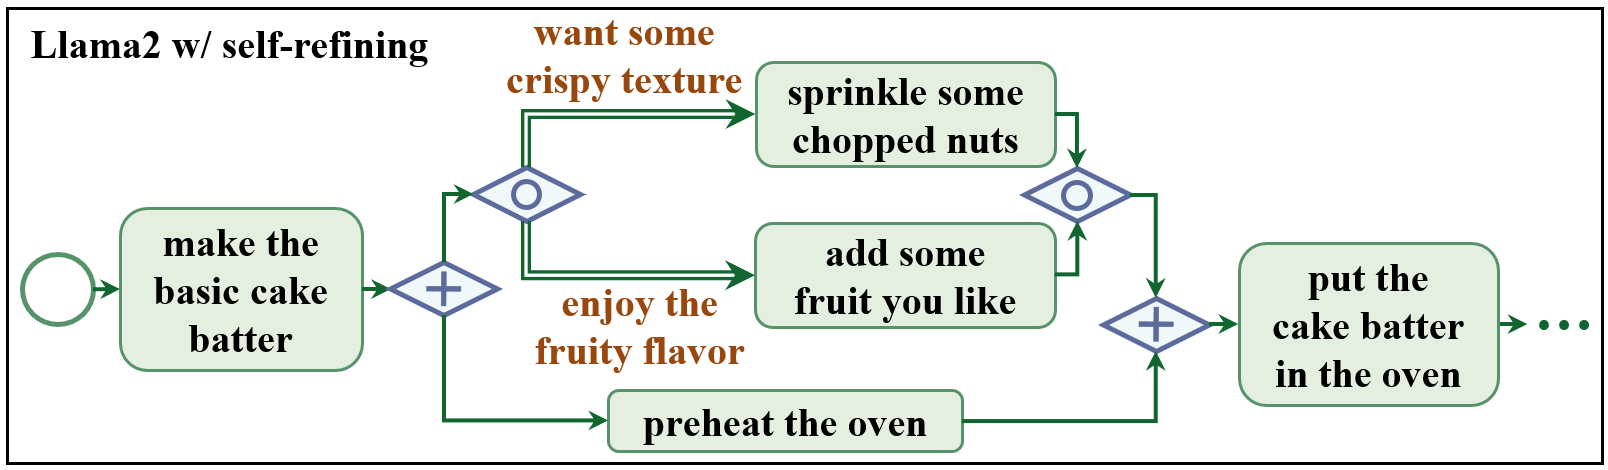 Llama2 w/ self-refining
want some
crispy texture
sprinkle some
chopped nuts
make the
basic cake
batter
add some
fruit you like
enjoy the
fruity flavor
preheat the oven
put the
cake batter
in the oven